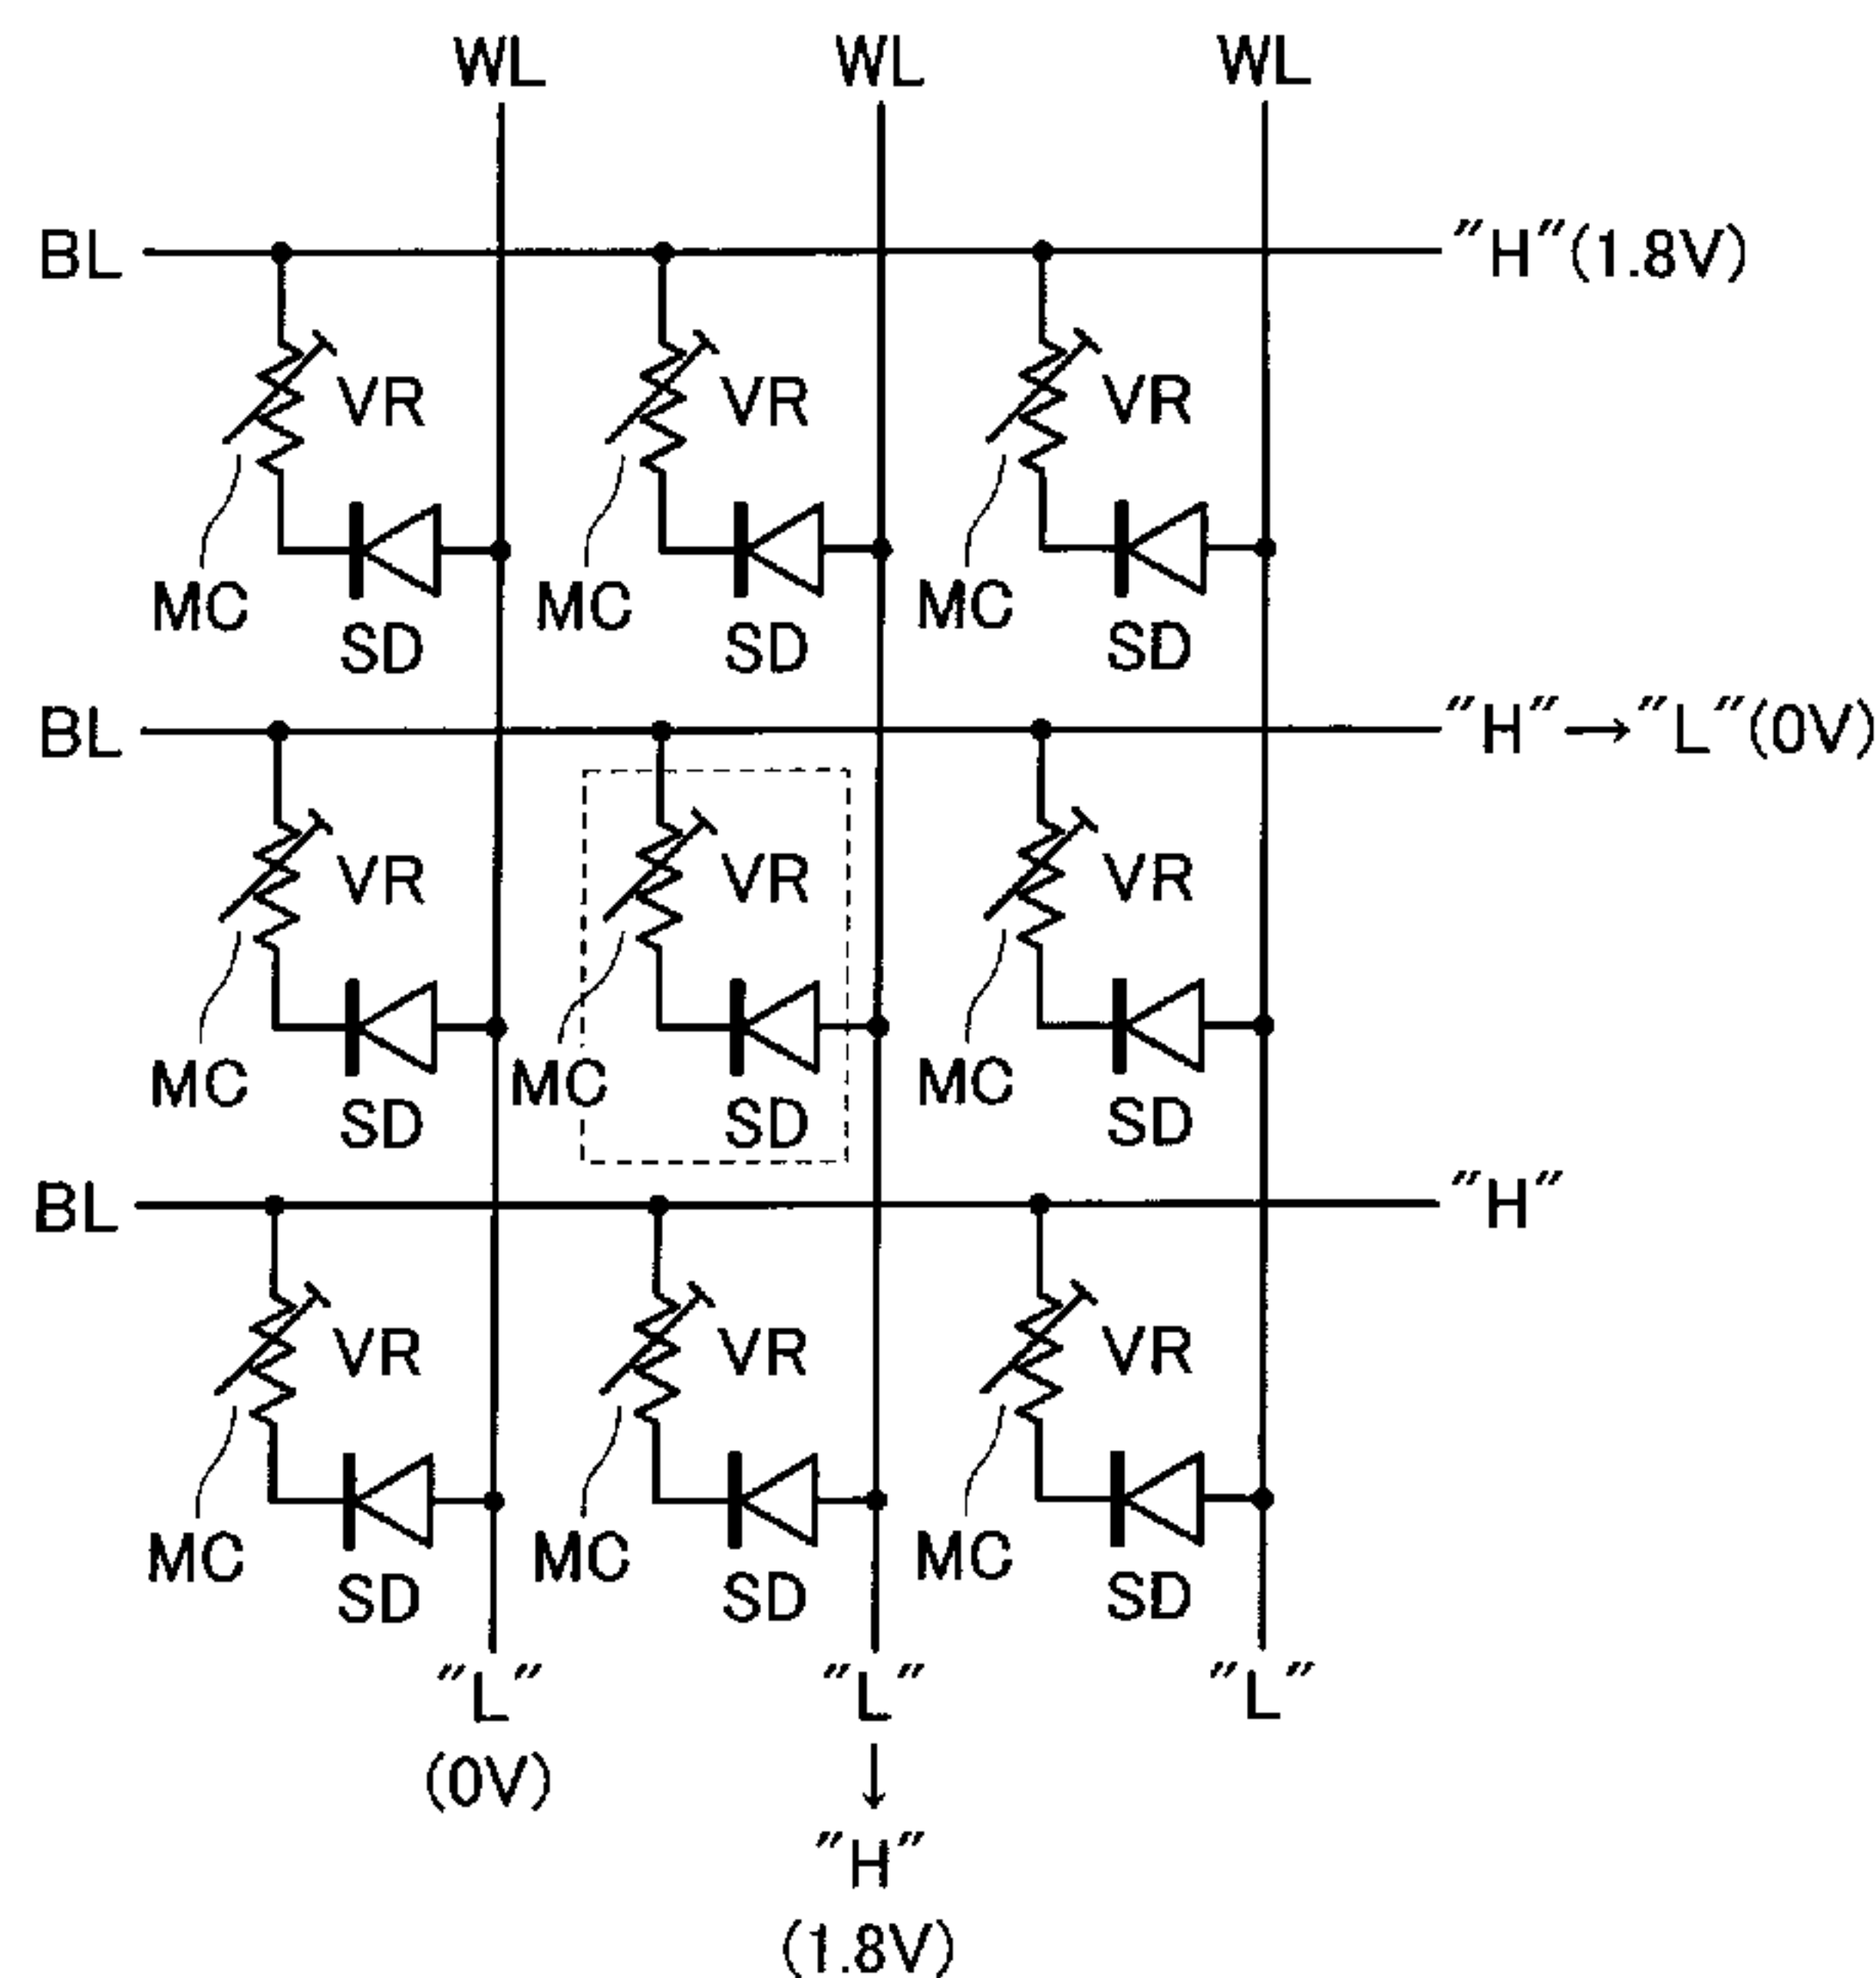 WL WL WL
BL "H"(1.8V)
VR VR VR
MC MC MC
SD SD SD
BL "H"→"L"(0V)
VR VR VR
MC MC MC
SD SD SD
BL "H"
VR VR VR
MC MC MC
SD SD SD
"L" "L" "L"
(0V) ↓
"H"
(1.8V)